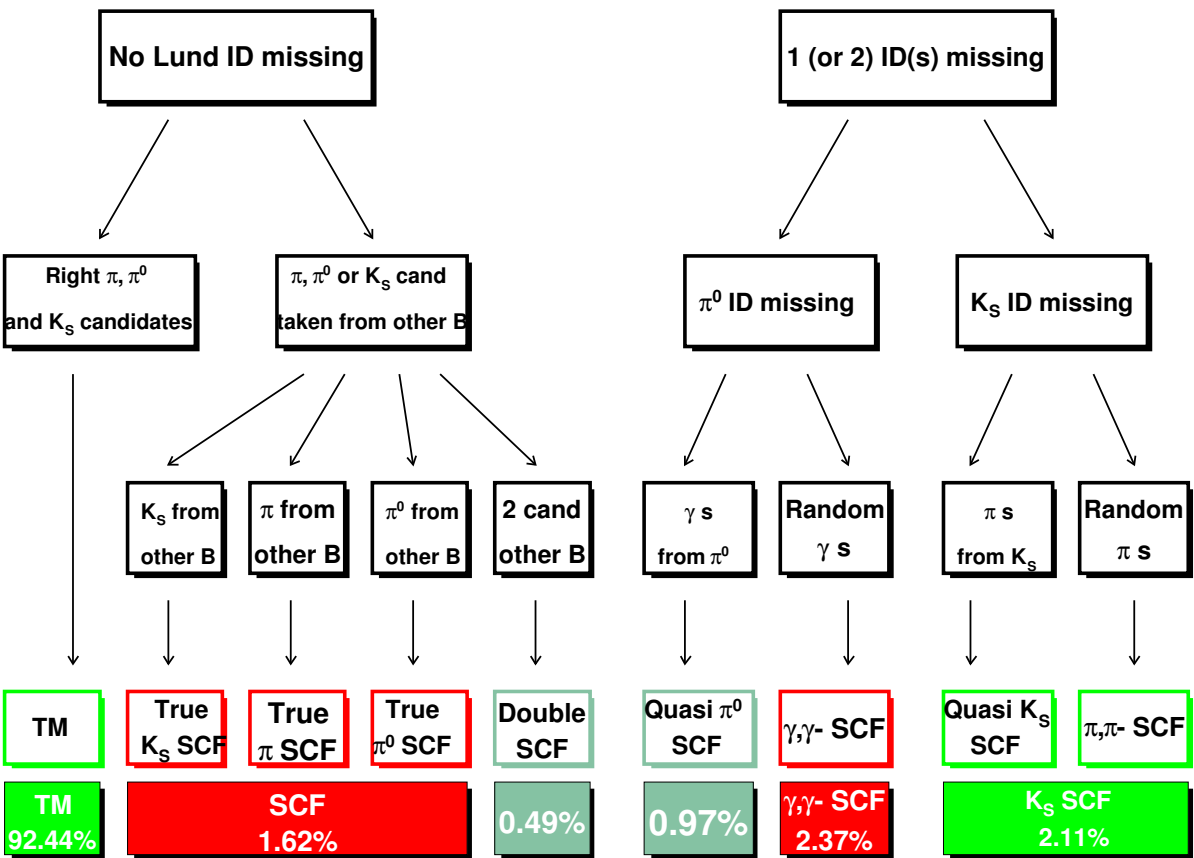 No Lund ID missing
1 (or 2) ID(s) missing
Right π, π⁰
and K_S candidates
π, π⁰ or K_S cand
taken from other B
π⁰ ID missing
K_S ID missing
K_S from
other B
π from
other B
π⁰ from
other B
2 cand
other B
γ s
from π⁰
Random
γ s
π s
from K_S
Random
π s
TM
True
K_S SCF
True
π SCF
True
π⁰ SCF
Double
SCF
Quasi π⁰
SCF
γ,γ- SCF
Quasi K_S
SCF
π,π- SCF
TM
92.44%
SCF
1.62%
0.49%
0.97%
γ,γ- SCF
2.37%
K_S SCF
2.11%